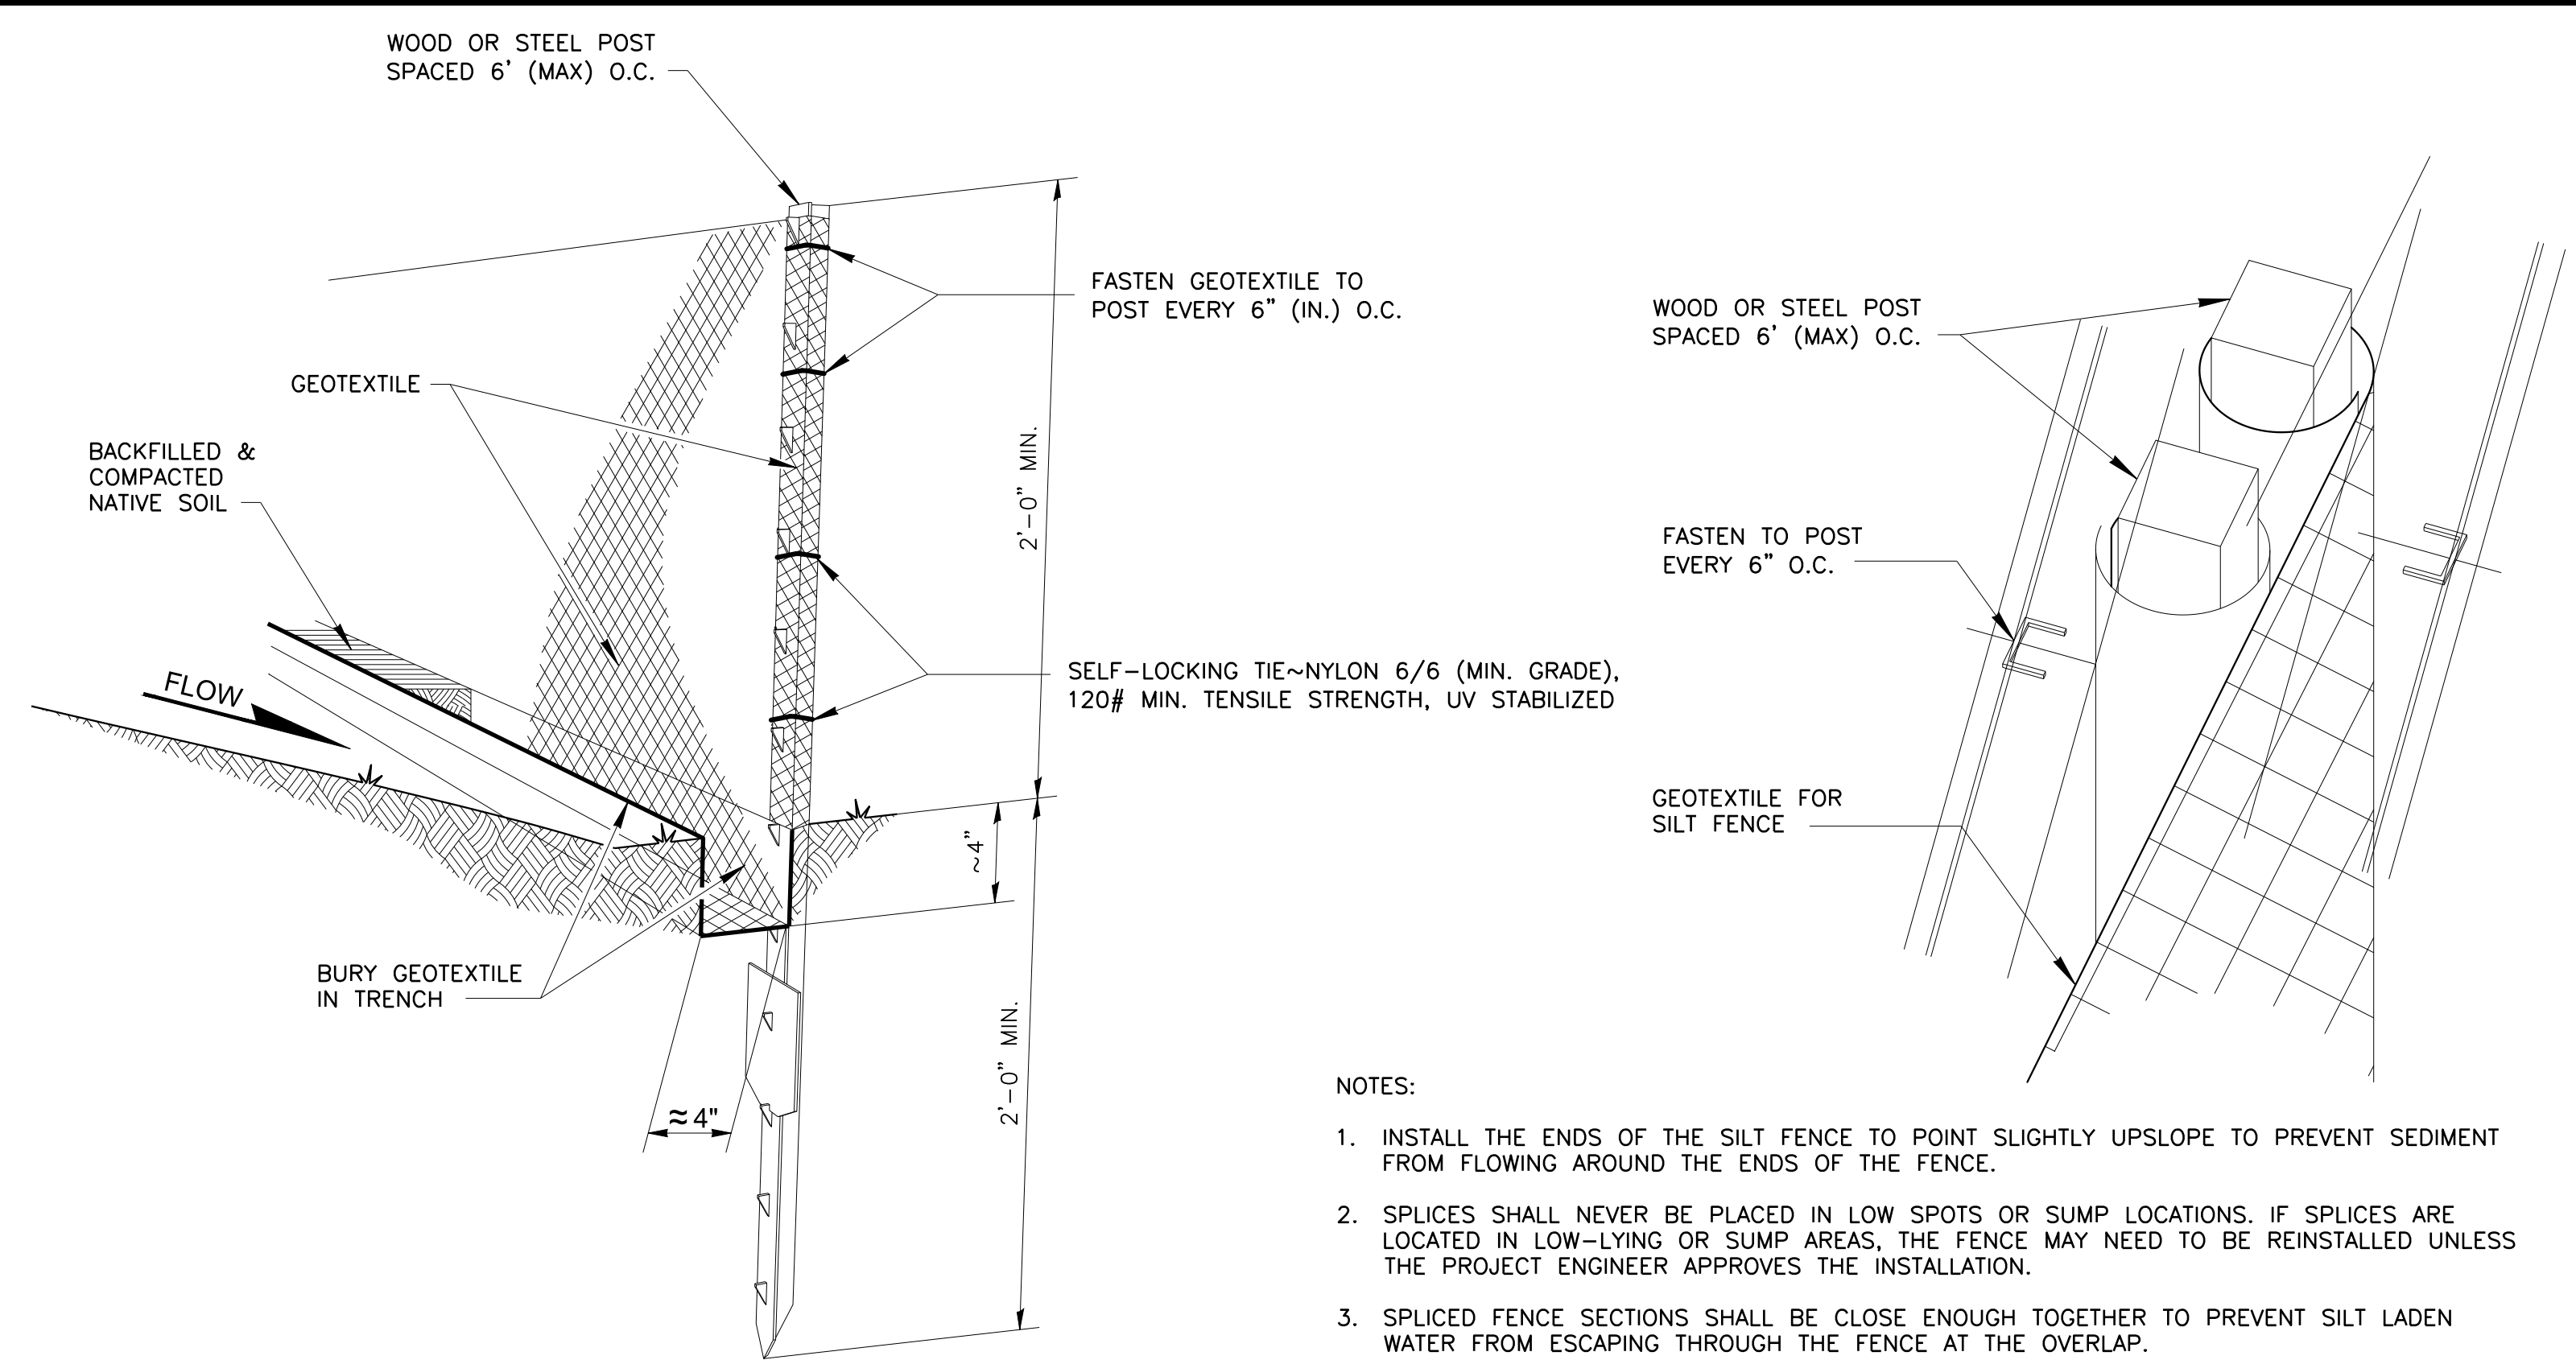 WOOD OR STEEL POST
SPACED 6' (MAX) O.C.
FASTEN GEOTEXTILE TO
POST EVERY 6" (IN.) O.C.
GEOTEXTILE
BACKFILLED &
COMPACTED
NATIVE SOIL
FLOW
2'-0" MIN.
SELF-LOCKING TIE~NYLON 6/6 (MIN. GRADE),
120# MIN. TENSILE STRENGTH, UV STABILIZED
~4"
BURY GEOTEXTILE
IN TRENCH
≈4"
2'-0" MIN.
WOOD OR STEEL POST
SPACED 6' (MAX) O.C.
FASTEN TO POST
EVERY 6" O.C.
GEOTEXTILE FOR
SILT FENCE
NOTES:
1. INSTALL THE ENDS OF THE SILT FENCE TO POINT SLIGHTLY UPSLOPE TO PREVENT SEDIMENT
FROM FLOWING AROUND THE ENDS OF THE FENCE.
2. SPLICES SHALL NEVER BE PLACED IN LOW SPOTS OR SUMP LOCATIONS. IF SPLICES ARE
LOCATED IN LOW-LYING OR SUMP AREAS, THE FENCE MAY NEED TO BE REINSTALLED UNLESS
THE PROJECT ENGINEER APPROVES THE INSTALLATION.
3. SPLICED FENCE SECTIONS SHALL BE CLOSE ENOUGH TOGETHER TO PREVENT SILT LADEN
WATER FROM ESCAPING THROUGH THE FENCE AT THE OVERLAP.